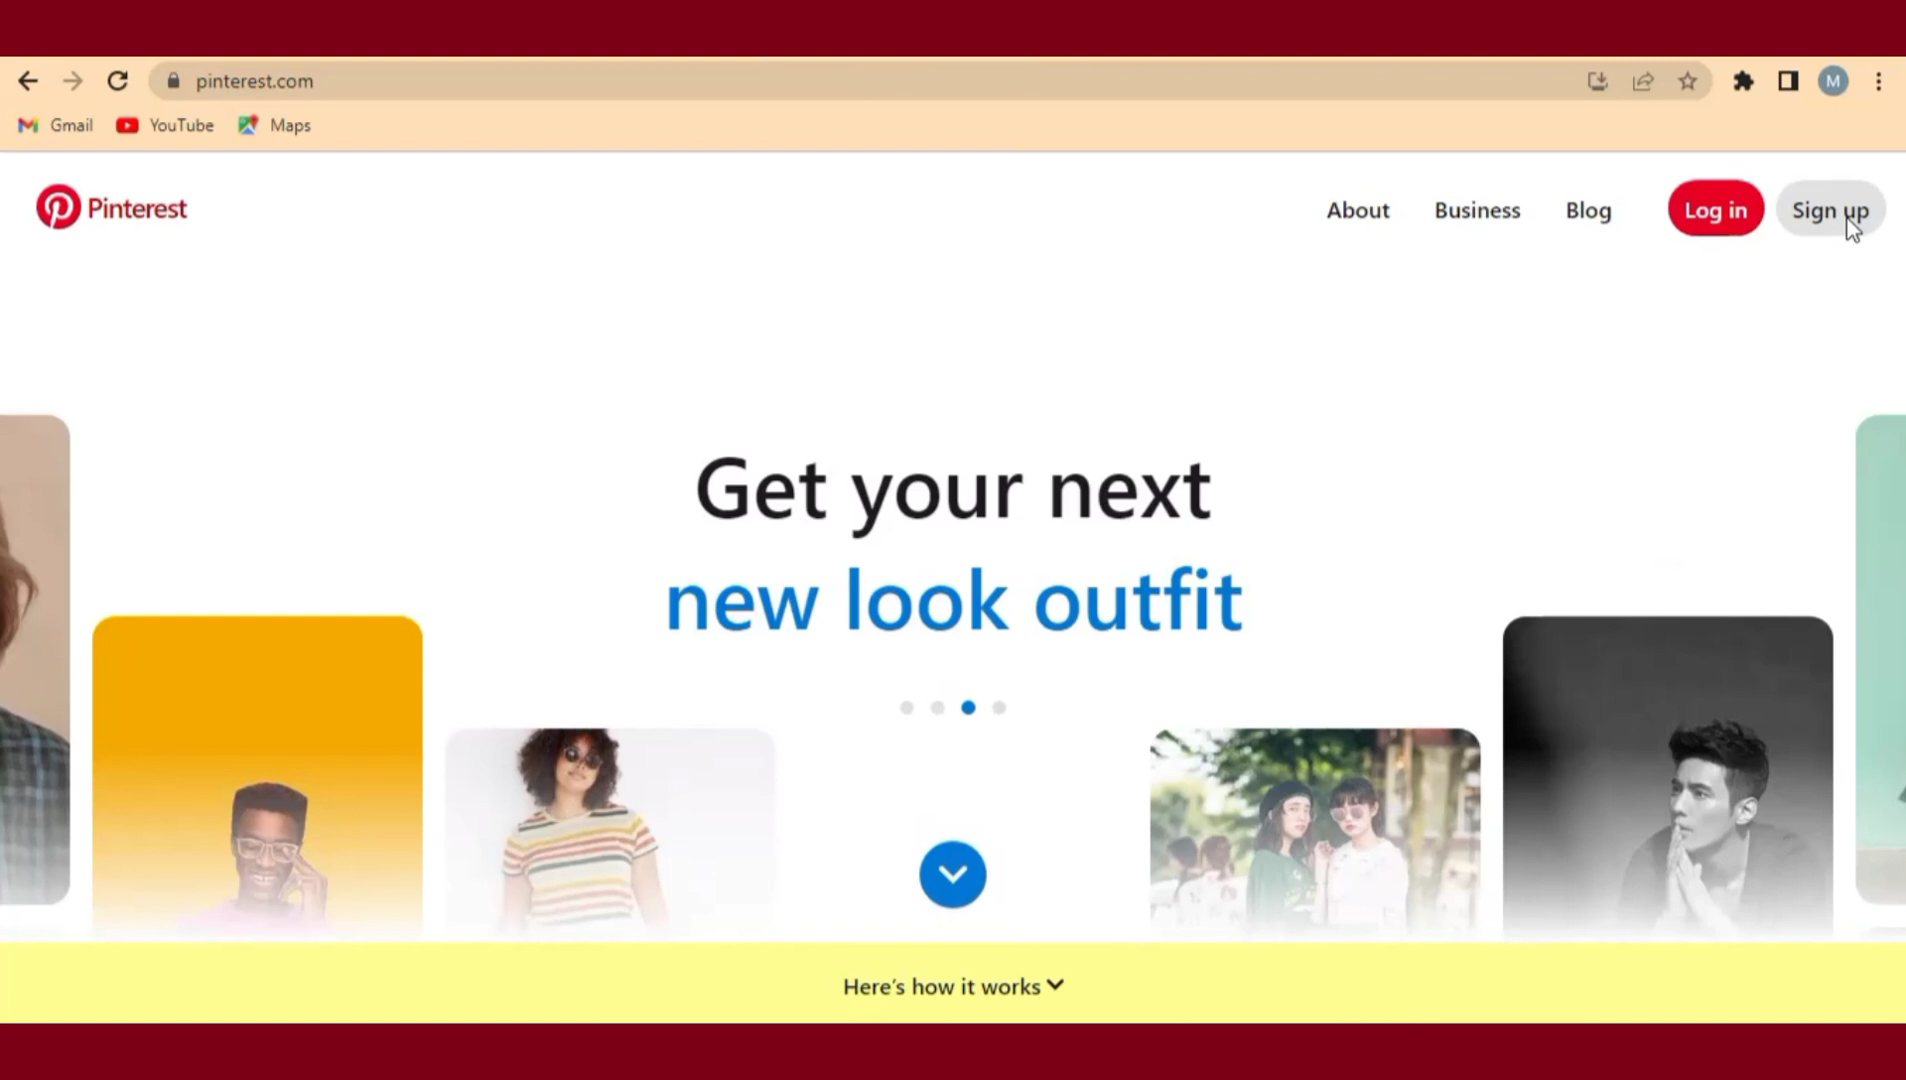 pinterest.com
M
Gmail YouTube Maps
Pinterest About Business Blog Log in Sign up
Get your next
new look outfit
Here's how it works